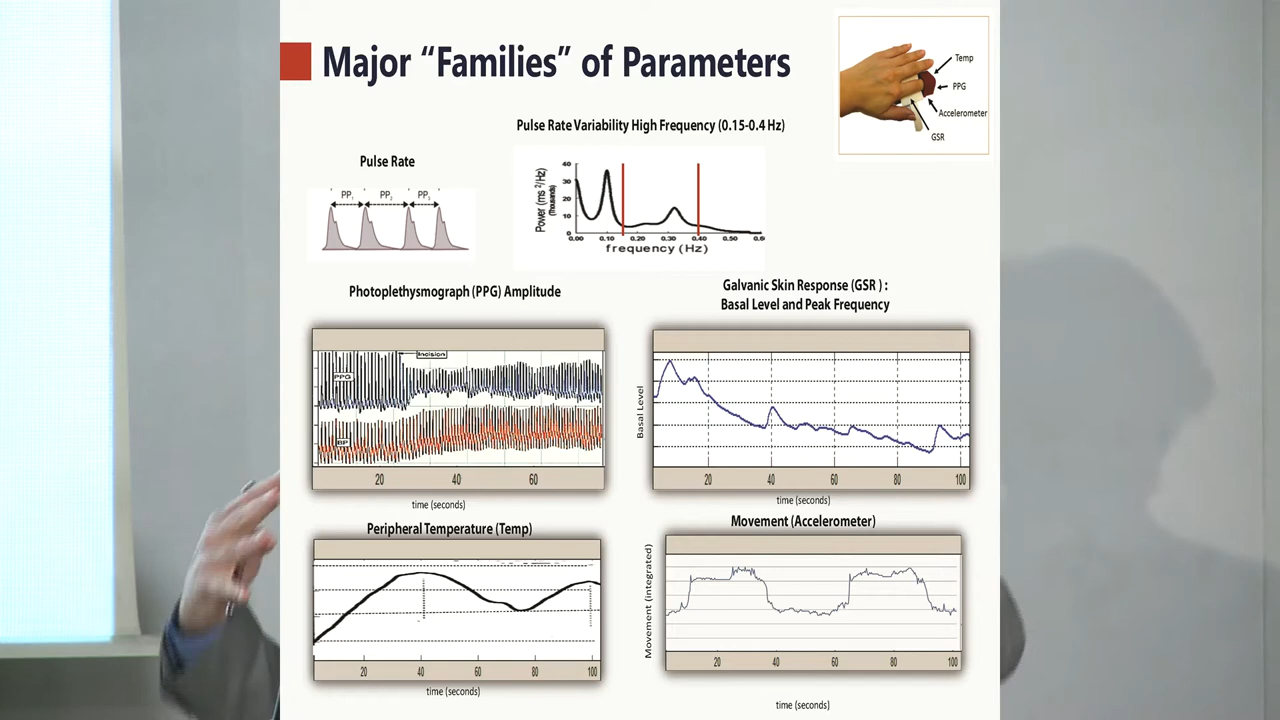 Major “Families” of Parameters
Temp
PPG
Accelerometer
GSR
Pulse Rate Variability High Frequency (0.15-0.4 Hz)
Pulse Rate
PP1
PP2
PP3
Power (ms 2/Hz)
(Thousands)
40
30
20
10
0
0.00 0.10 0.20 0.30 0.40 0.50 0.6
frequency (Hz)
Photoplethysmograph (PPG) Amplitude
Incision
PPG
BP
20 40 60
time (seconds)
Galvanic Skin Response (GSR ) :
Basal Level and Peak Frequency
Basal Level
20 40 60 80 100
time (seconds)
Peripheral Temperature (Temp)
20 40 60 80 100
time (seconds)
Movement (Accelerometer)
Movement (integrated)
20 40 60 80 100
time (seconds)